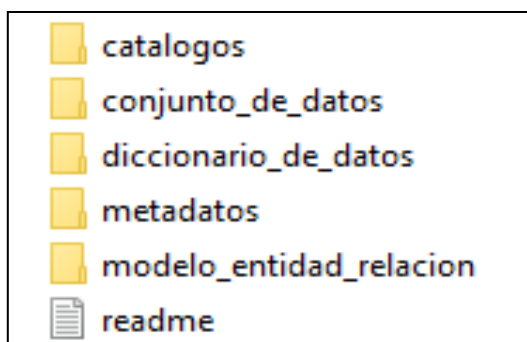 catalogos
conjunto_de_datos
diccionario_de_datos
metadatos
modelo_entidad_relacion
readme